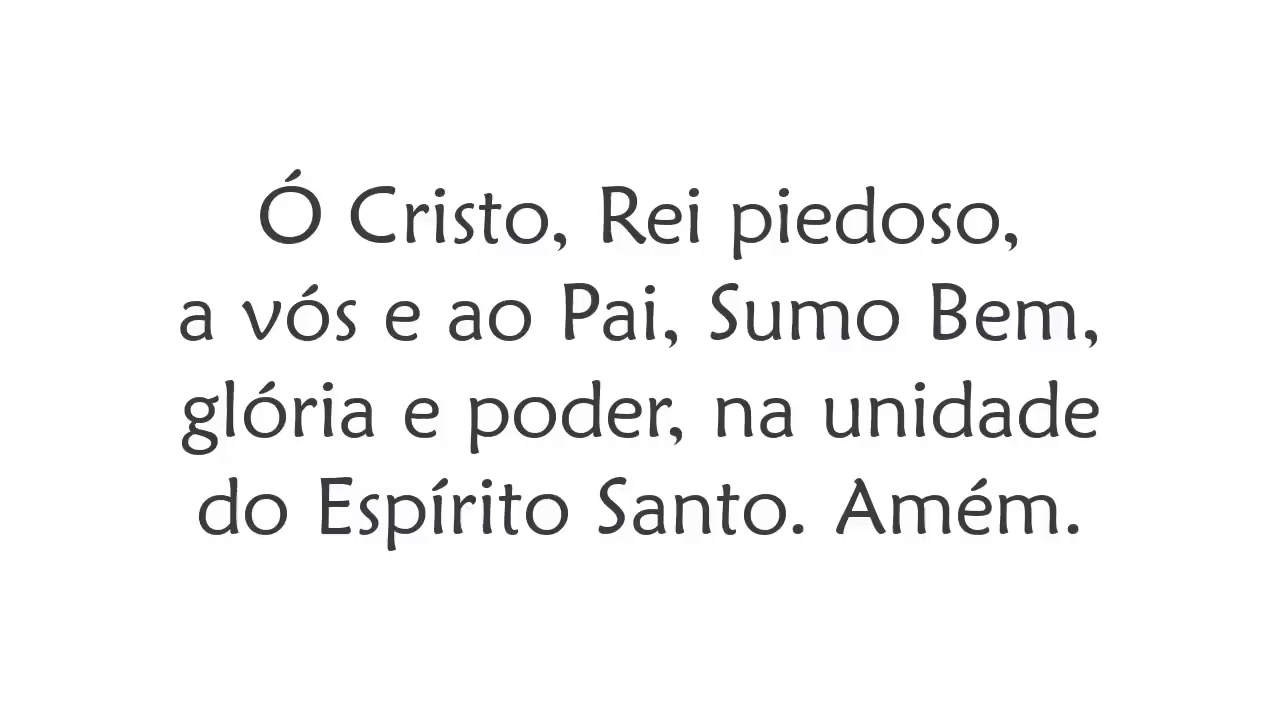 Ó Cristo, Rei piedoso,
a vós e ao Pai, Sumo Bem,
glória e poder, na unidade
do Espírito Santo. Amém.